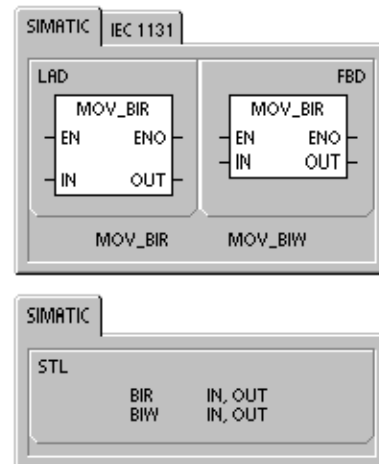 SIMATIC IEC 1131
LAD FBD
MOV_BIR MOV_BIR
EN ENO EN ENO
IN OUT IN OUT
MOV_BIR MOV_BIW
SIMATIC
STL
BIR IN, OUT
BIW IN, OUT